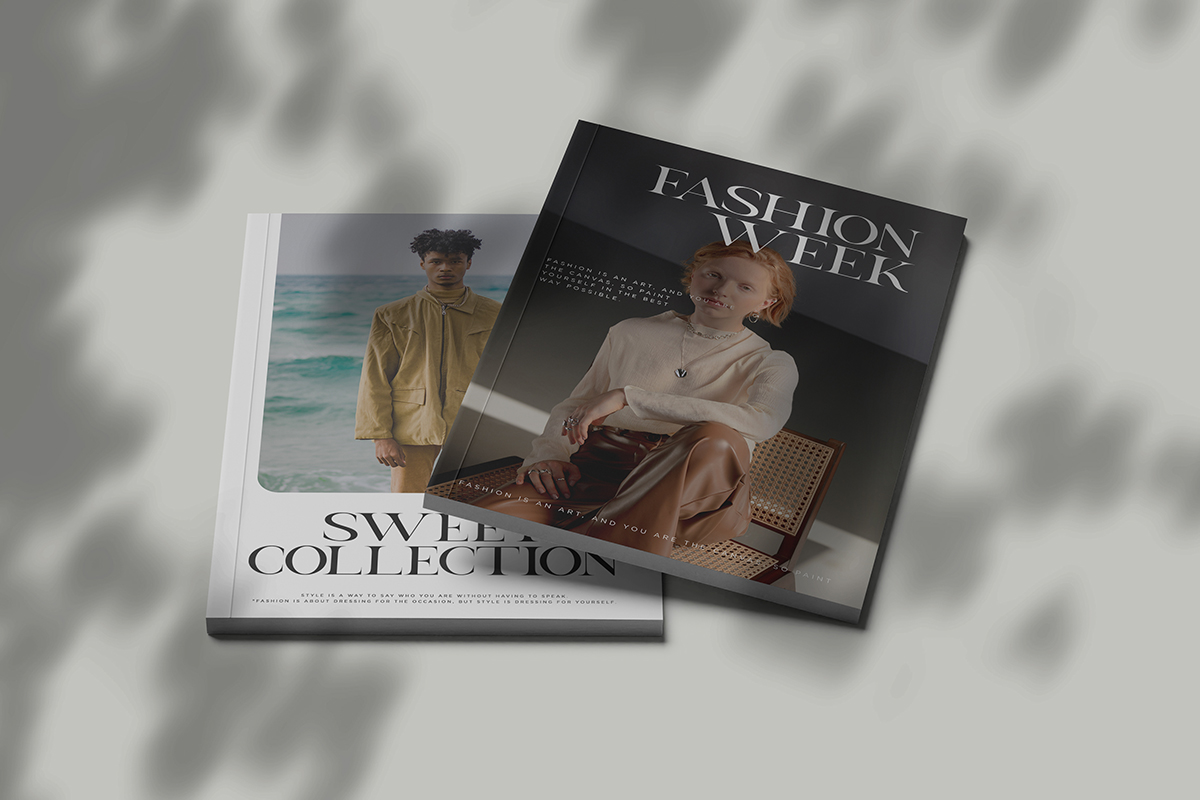 FASHION
WEEK
FASHION IS AN ART, AND
THE CANVAS, SO PAINT
YOURSELF IN THE BEST
WAY POSSIBLE.
FASHION IS AN ART, AND YOU ARE THE SO PAINT
SWEET
COLLECTION
STYLE IS A WAY TO SAY WHO YOU ARE WITHOUT HAVING TO SPEAK.
"FASHION IS ABOUT DRESSING FOR THE OCCASION, BUT STYLE IS DRESSING FOR YOURSELF.